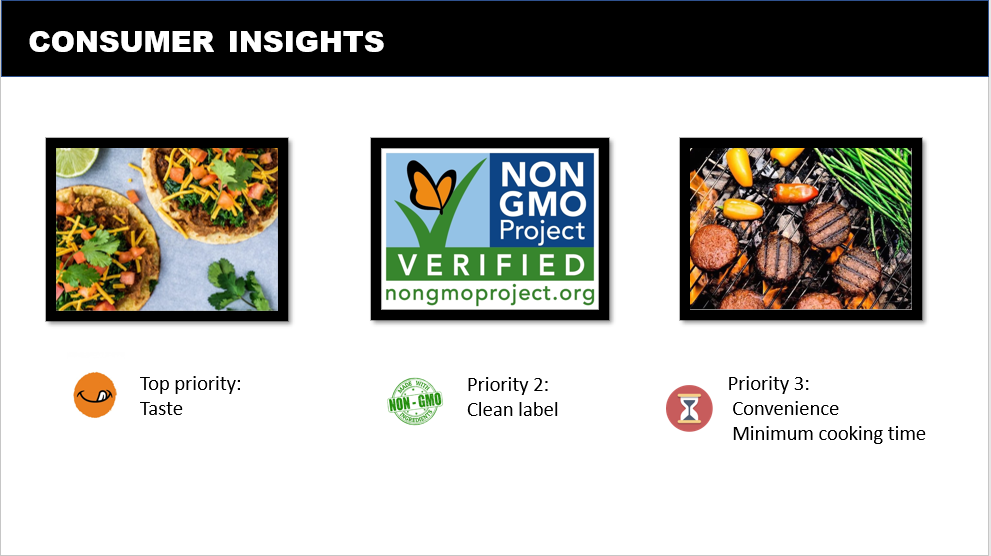 CONSUMER INSIGHTS
NON
GMO
Project
VERIFIED
nongmoproject.org
Top priority:
Taste
MADE WITH
NON-GMO
INGREDIENTS
Priority 2:
Clean label
Priority 3:
Convenience
Minimum cooking time